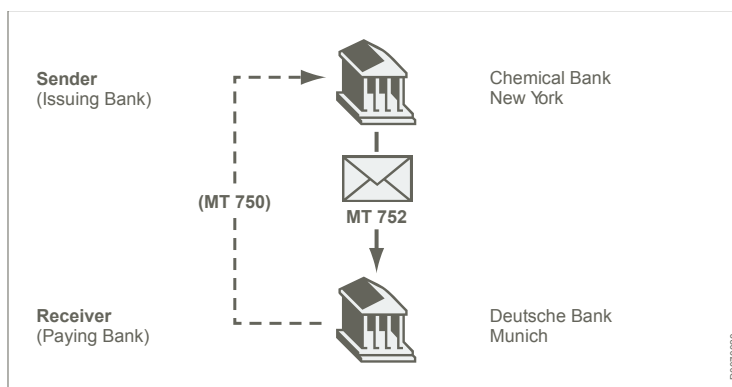 Sender
(Issuing Bank)
Chemical Bank
New York
(MT 750)
MT 752
Receiver
(Paying Bank)
Deutsche Bank
Munich